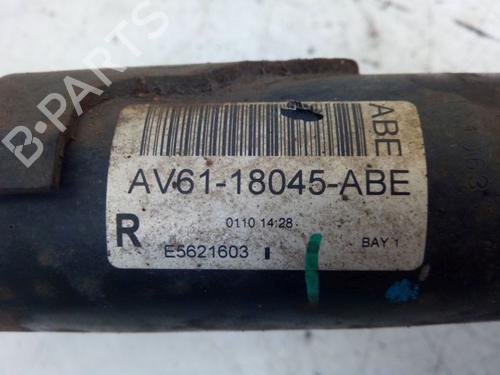 B-PARTS
ABE
AV61-18045-ABE
R
0110 14:28
E5621603
BAY 1